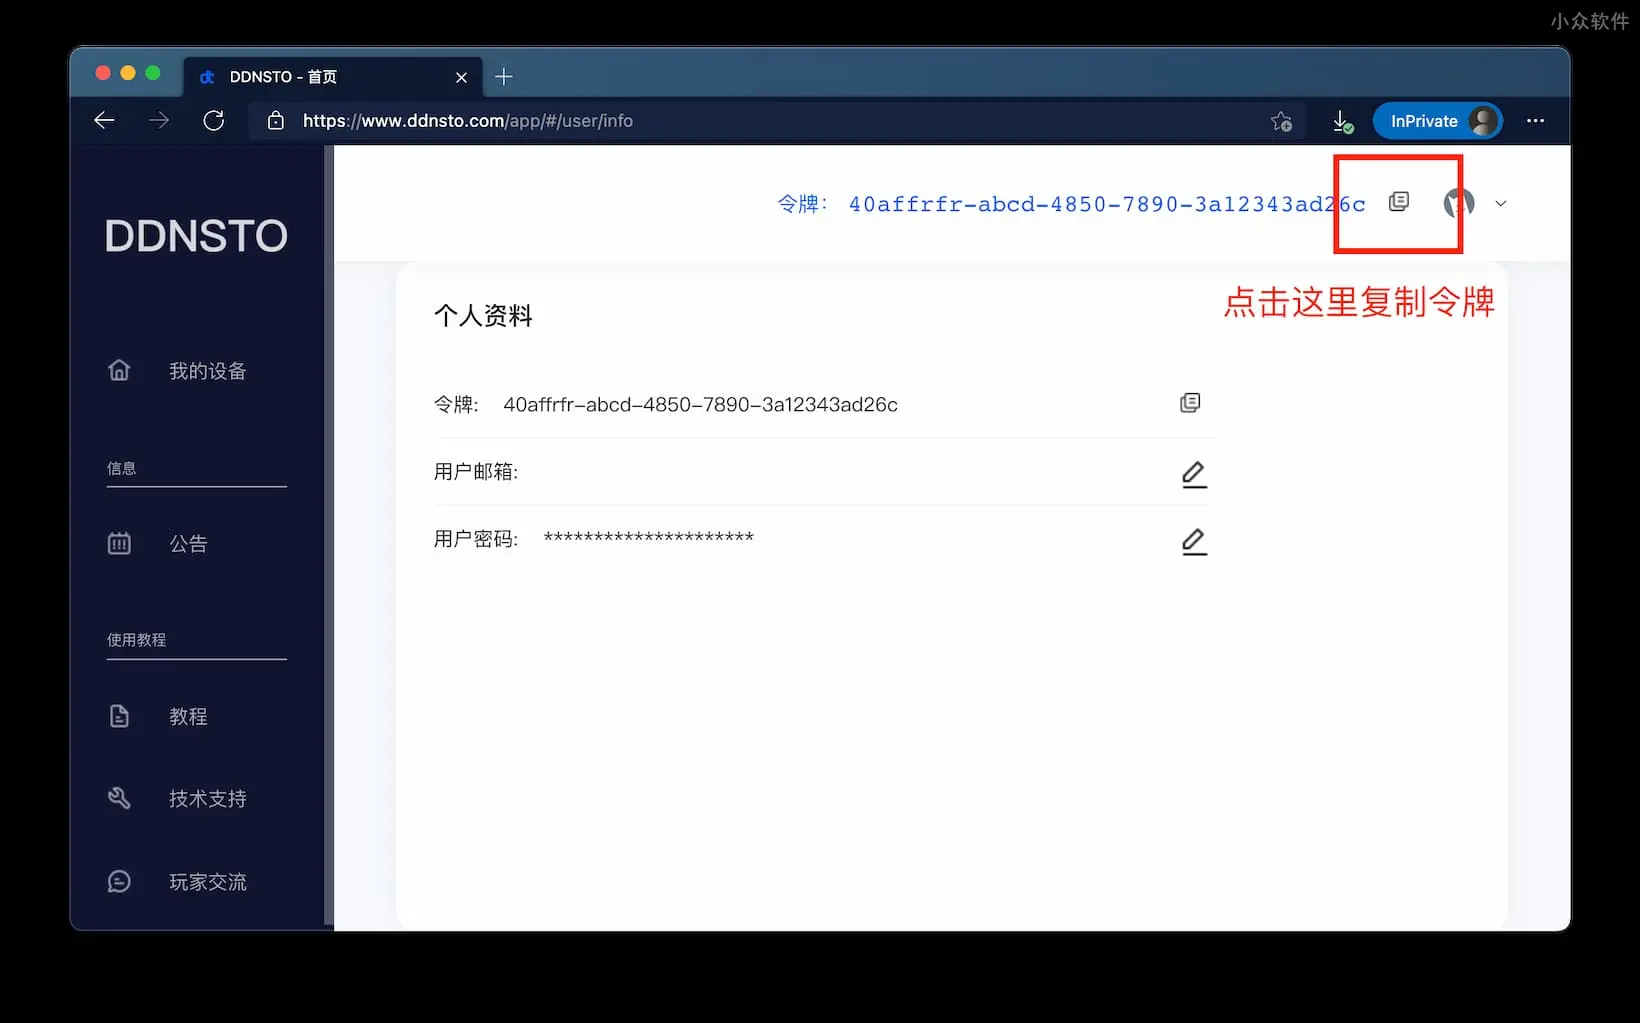 小众软件
DDNSTO - 首页
https://www.ddnsto.com/app/#/user/info
InPrivate
令牌: 40affrfr-abcd-4850-7890-3a12343ad26c
DDNSTO
点击这里复制令牌
个人资料
我的设备
令牌: 40affrfr-abcd-4850-7890-3a12343ad26c
信息
用户邮箱:
公告
用户密码: *********************
使用教程
教程
技术支持
玩家交流